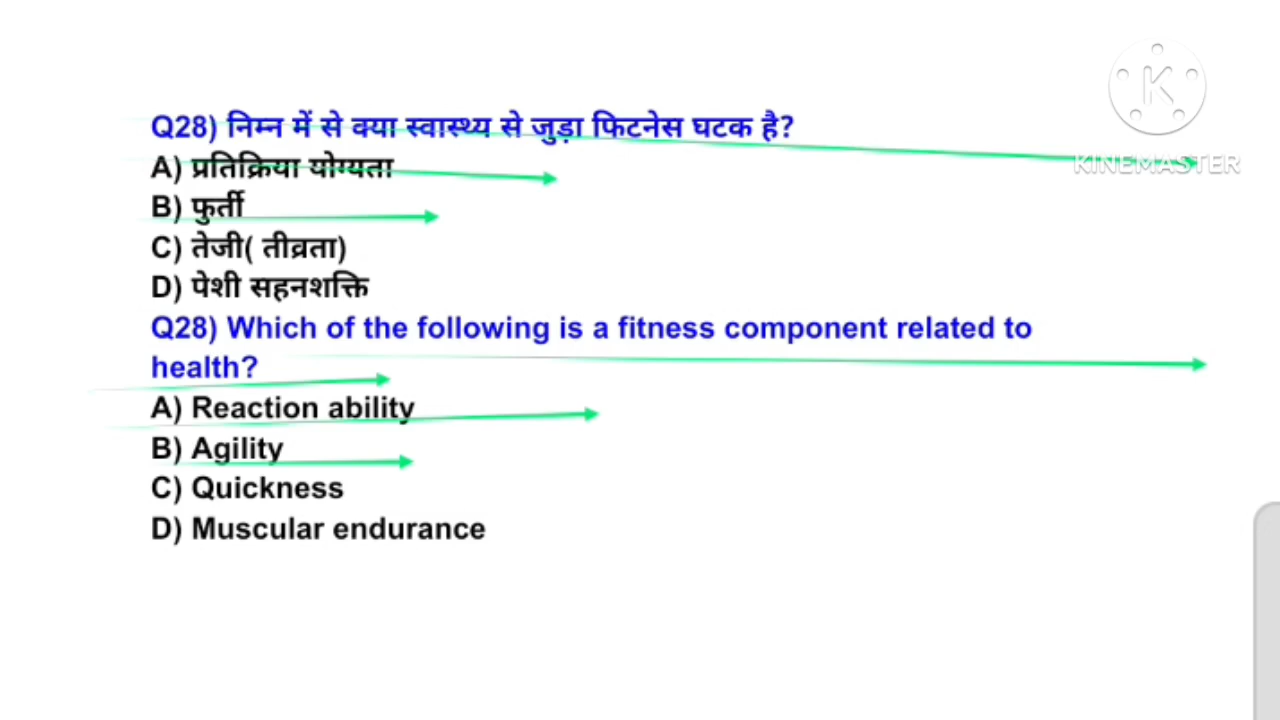 Q28) निम्न में से क्या स्वास्थ्य से जुड़ा फिटनेस घटक है?
A) प्रतिक्रिया योग्यता
B) फुर्ती
C) तेजी( तीव्रता)
D) पेशी सहनशक्ति
Q28) Which of the following is a fitness component related to
health?
A) Reaction ability
B) Agility
C) Quickness
D) Muscular endurance
K
KINEMASTER